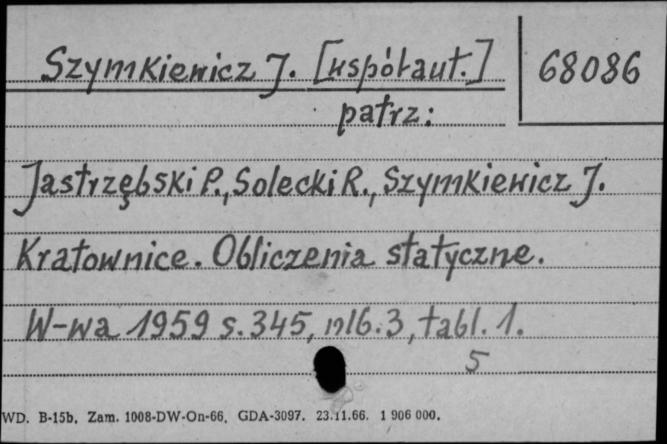 Szymkiewicz J. [współaut.]
68086
patrz:
Jastrzębski P., Solecki R., Szymkiewicz J.
Kratownice. Obliczenia statyczne.
W-wa 1959 s. 345, nlb. 3, tabl. 1.
5
WD. B-15b, Zam. 1008-DW-On-66, GDA-3097. 23.11.66. 1 906 000.